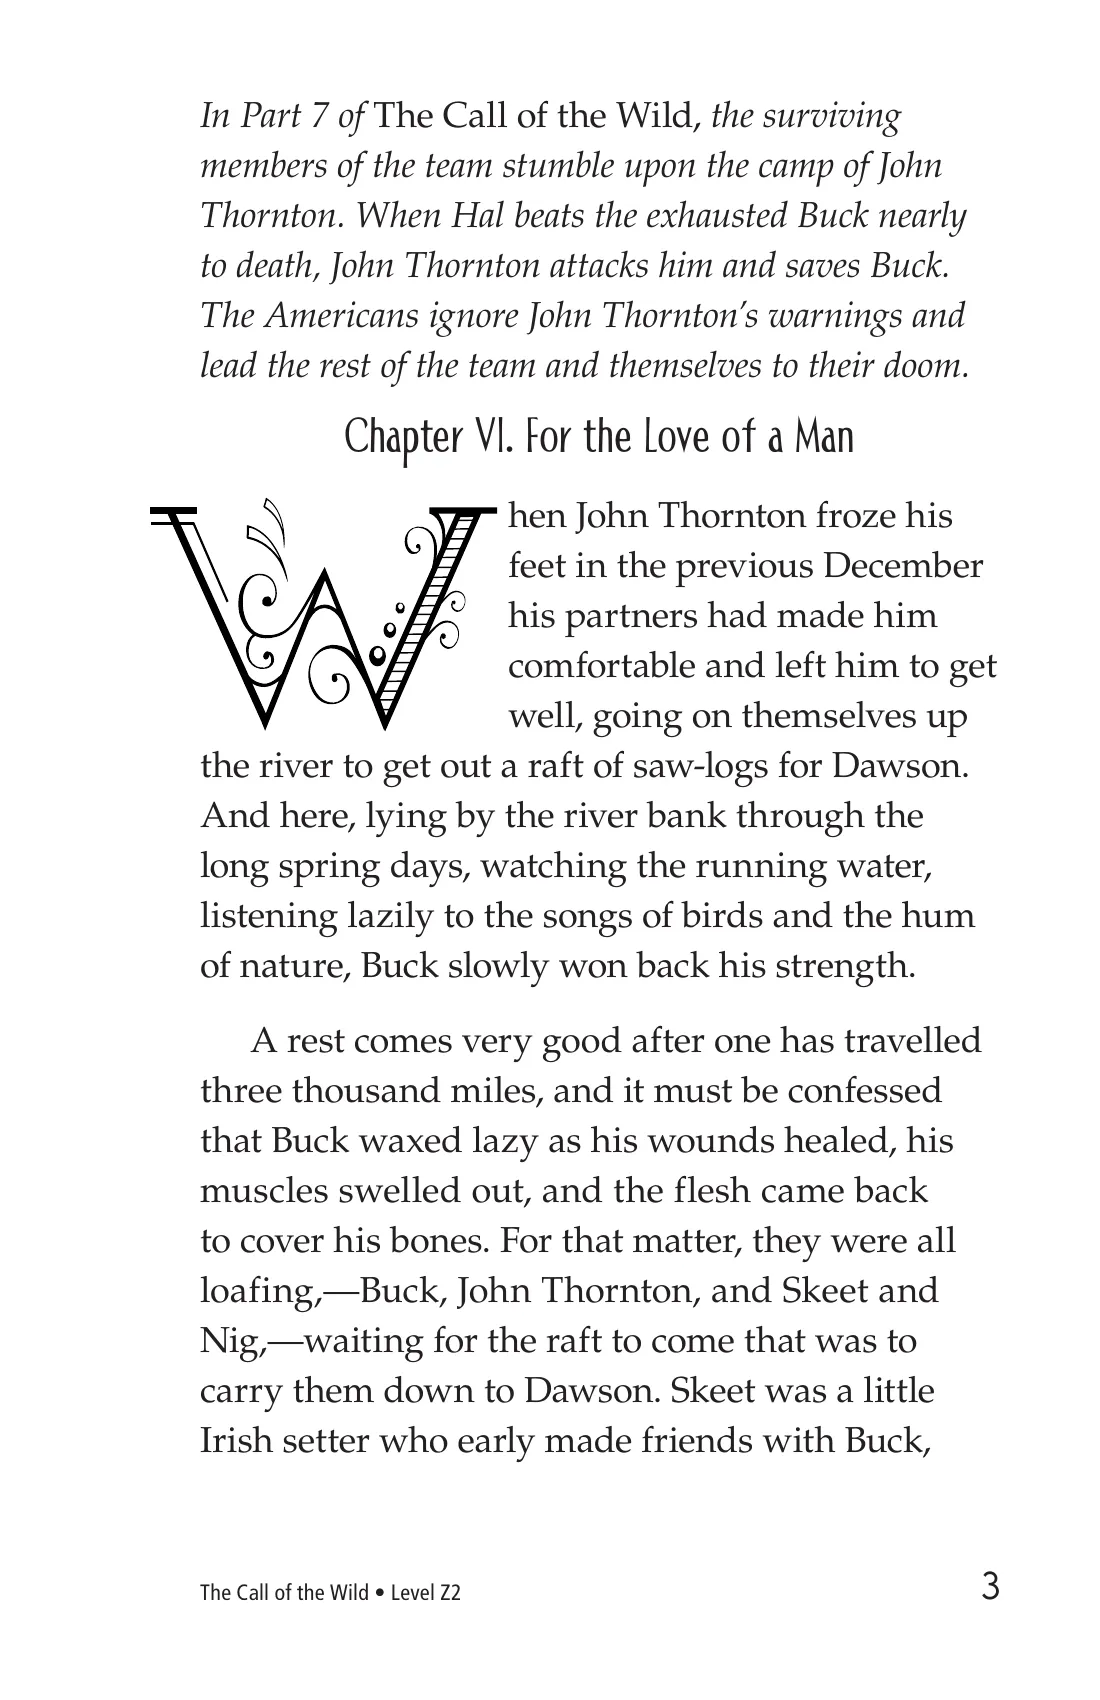 In Part 7 of The Call of the Wild, the surviving
members of the team stumble upon the camp of John
Thornton. When Hal beats the exhausted Buck nearly
to death, John Thornton attacks him and saves Buck.
The Americans ignore John Thornton’s warnings and
lead the rest of the team and themselves to their doom.
Chapter VI. For the Love of a Man
When John Thornton froze his
feet in the previous December
his partners had made him
comfortable and left him to get
well, going on themselves up
the river to get out a raft of saw-logs for Dawson.
And here, lying by the river bank through the
long spring days, watching the running water,
listening lazily to the songs of birds and the hum
of nature, Buck slowly won back his strength.
A rest comes very good after one has travelled
three thousand miles, and it must be confessed
that Buck waxed lazy as his wounds healed, his
muscles swelled out, and the flesh came back
to cover his bones. For that matter, they were all
loafing,—Buck, John Thornton, and Skeet and
Nig,—waiting for the raft to come that was to
carry them down to Dawson. Skeet was a little
Irish setter who early made friends with Buck,
The Call of the Wild • Level Z2
3